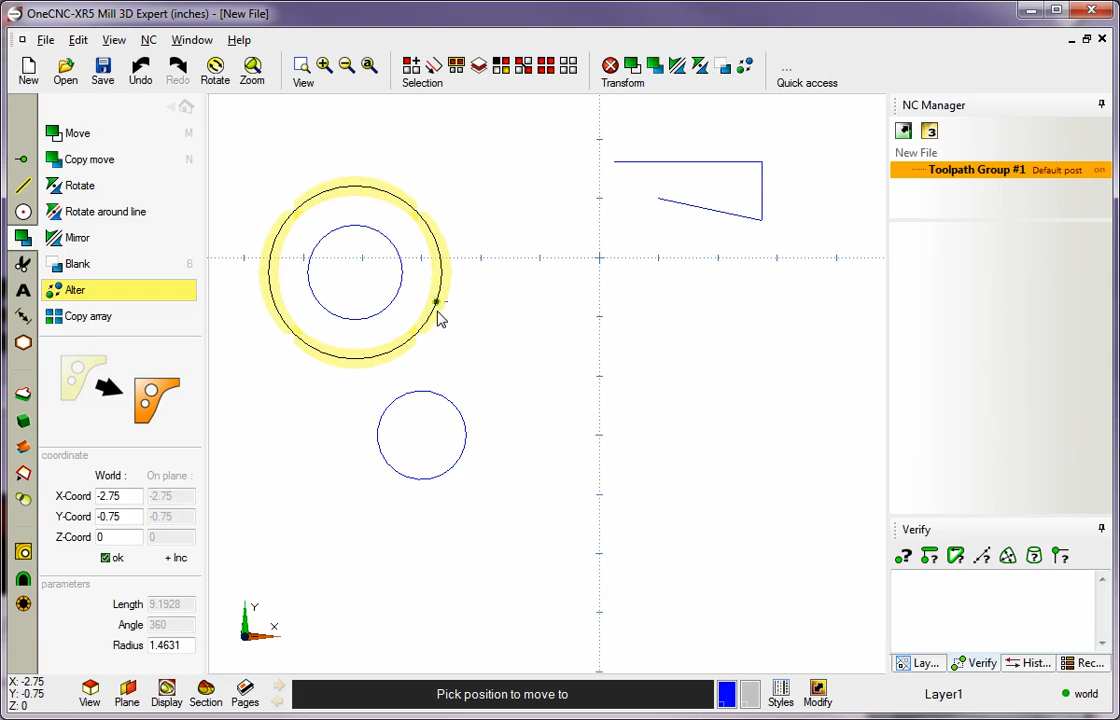 OneCNC-XR5 Mill 3D Expert (inches) - [New File]
File Edit View NC Window Help
New Open Save Undo Redo Rotate Zoom View Selection Transform ... Quick access
Move M
Copy move N
Rotate
Rotate around line
Mirror
Blank B
Alter
Copy array
coordinate
World : On plane :
X-Coord -2.75 -2.75
Y-Coord -0.75 -0.75
Z-Coord 0 0
ok + Inc
parameters
Length 9.1928
Angle 360
Radius 1.4631
Y
X
NC Manager
3
New File
Toolpath Group #1 Default post on
Verify
Lay... Verify Hist... Rec...
X: -2.75
Y: -0.75
Z: 0
View Plane Display Section Pages
Pick position to move to
Styles Modify
Layer1
world